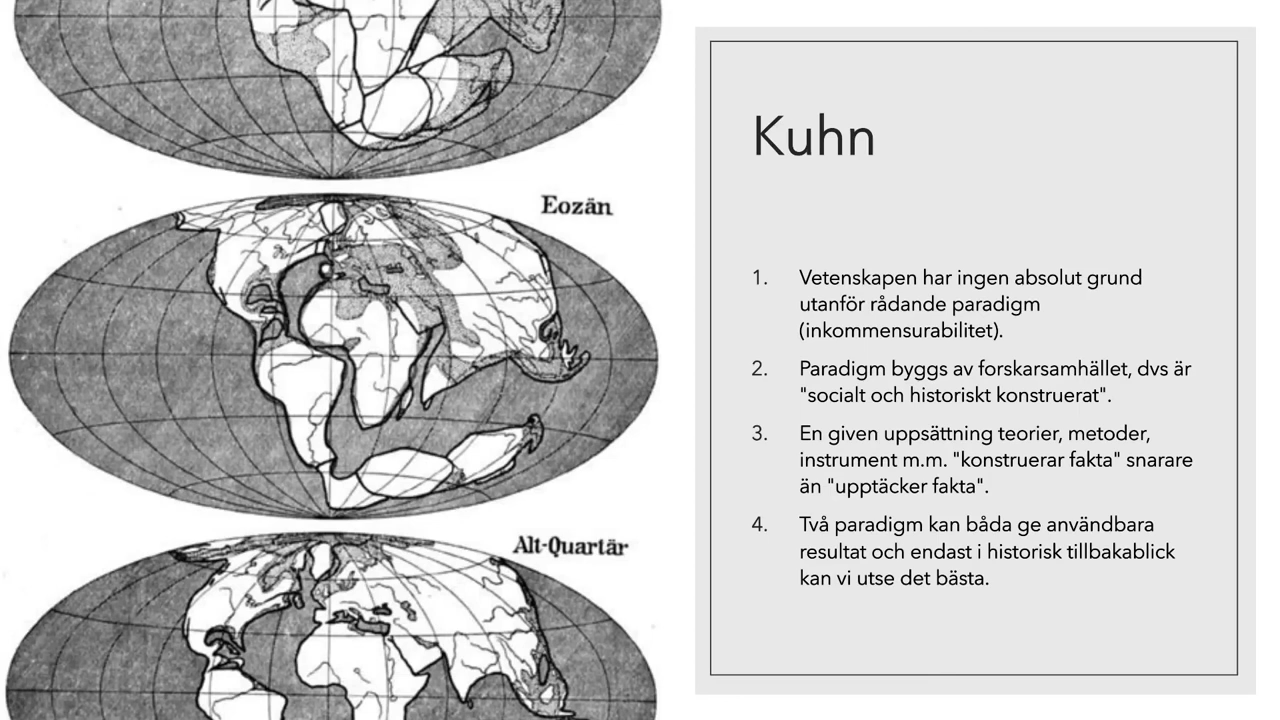 Eozän
Alt-Quartär
Kuhn
1. Vetenskapen har ingen absolut grund
utanför rådande paradigm
(inkommensurabilitet).
2. Paradigm byggs av forskarsamhället, dvs är
"socialt och historiskt konstruerat".
3. En given uppsättning teorier, metoder,
instrument m.m. "konstruerar fakta" snarare
än "upptäcker fakta".
4. Två paradigm kan båda ge användbara
resultat och endast i historisk tillbakablick
kan vi utse det bästa.